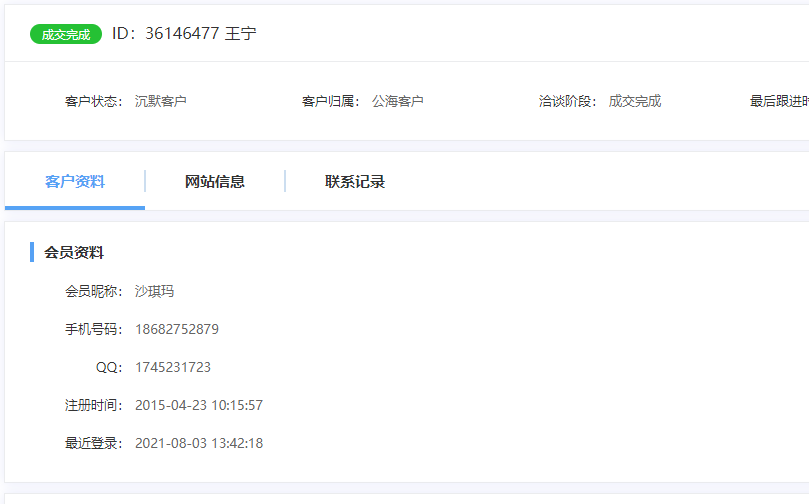 成交完成 ID：36146477 王宁
客户状态： 沉默客户 客户归属： 公海客户 洽谈阶段： 成交完成 最后跟进
客户资料 网站信息 联系记录
会员资料
会员昵称： 沙琪玛
手机号码： 18682752879
QQ： 1745231723
注册时间： 2015-04-23 10:15:57
最近登录： 2021-08-03 13:42:18